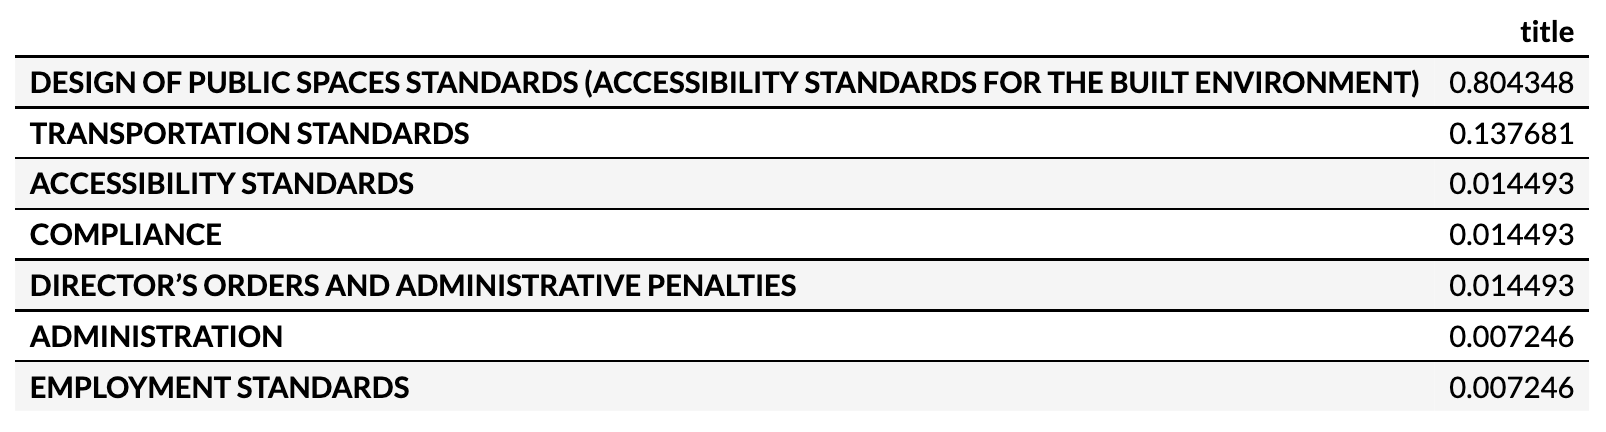 title
DESIGN OF PUBLIC SPACES STANDARDS (ACCESSIBILITY STANDARDS FOR THE BUILT ENVIRONMENT) 0.804348
TRANSPORTATION STANDARDS 0.137681
ACCESSIBILITY STANDARDS 0.014493
COMPLIANCE 0.014493
DIRECTOR’S ORDERS AND ADMINISTRATIVE PENALTIES 0.014493
ADMINISTRATION 0.007246
EMPLOYMENT STANDARDS 0.007246